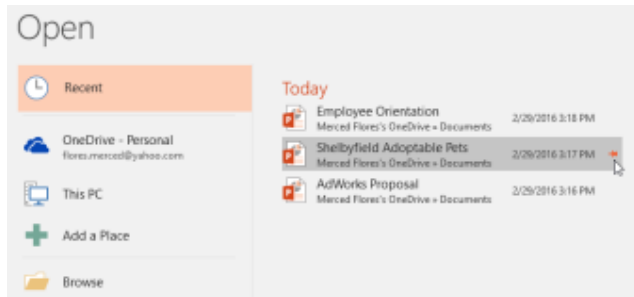 Open
Recent
OneDrive - Personal
flores.merced@yahoo.com
This PC
Add a Place
Browse
Today
Employee Orientation
Merced Flores's OneDrive » Documents
2/29/2016 3:18 PM
Shelbyfield Adoptable Pets
Merced Flores's OneDrive » Documents
2/29/2016 3:17 PM
AdWorks Proposal
Merced Flores's OneDrive » Documents
2/29/2016 3:16 PM